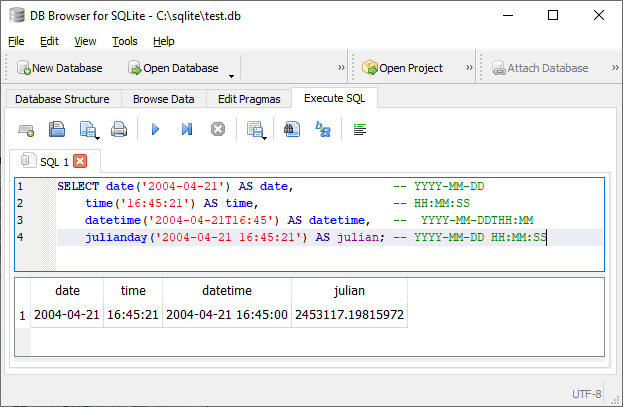 DB Browser for SQLite - C:\sqlite\test.db
File Edit View Tools Help
New Database Open Database » Open Project » Attach Database »
Database Structure Browse Data Edit Pragmas Execute SQL
SQL 1
1 SELECT date('2004-04-21') AS date, -- YYYY-MM-DD
2 time('16:45:21') AS time, -- HH:MM:SS
3 datetime('2004-04-21T16:45') AS datetime, -- YYYY-MM-DDTHH:MM
4 julianday('2004-04-21 16:45:21') AS julian; -- YYYY-MM-DD HH:MM:SS
date time datetime julian
1 2004-04-21 16:45:21 2004-04-21 16:45:00 2453117.19815972
UTF-8